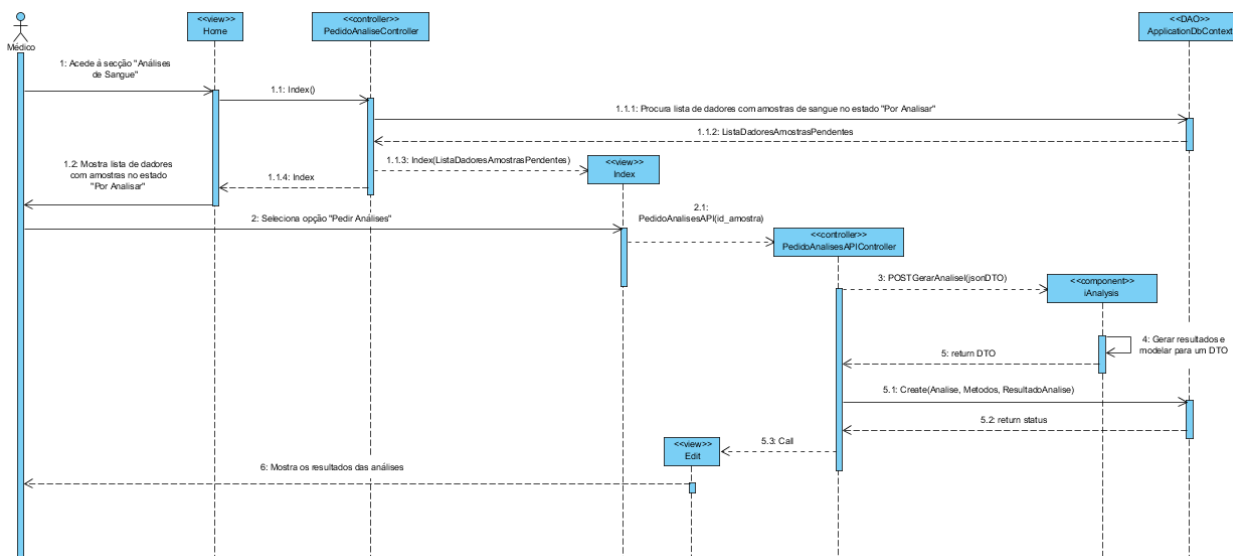 <<view>>
Home
<<controller>>
PedidoAnaliseController
<<DAO>>
ApplicationDbContext
Médico
1: Acede á secção "Análises
de Sangue"
1.1: Index()
1.1.1: Procura lista de dadores com amostras de sangue no estado "Por Analisar"
1.1.2: ListaDadoresAmostrasPendentes
1.1.3: Index(ListaDadoresAmostrasPendentes)
<<view>>
Index
1.2: Mostra lista de dadores
com amostras no estado
"Por Analisar"
1.1.4: Index
2: Seleciona opção "Pedir Análises"
2.1:
PedidoAnalisesAPI(id_amostra)
<<controller>>
PedidoAnalisesAPIController
3: POSTGerarAnalisel(jsonDTO)
<<component>>
iAnalysis
4: Gerar resultados e
modelar para um DTO
5: return DTO
5.1: Create(Analise, Metodos, ResultadoAnalise)
5.2: return status
5.3: Call
<<view>>
Edit
6: Mostra os resultados das análises